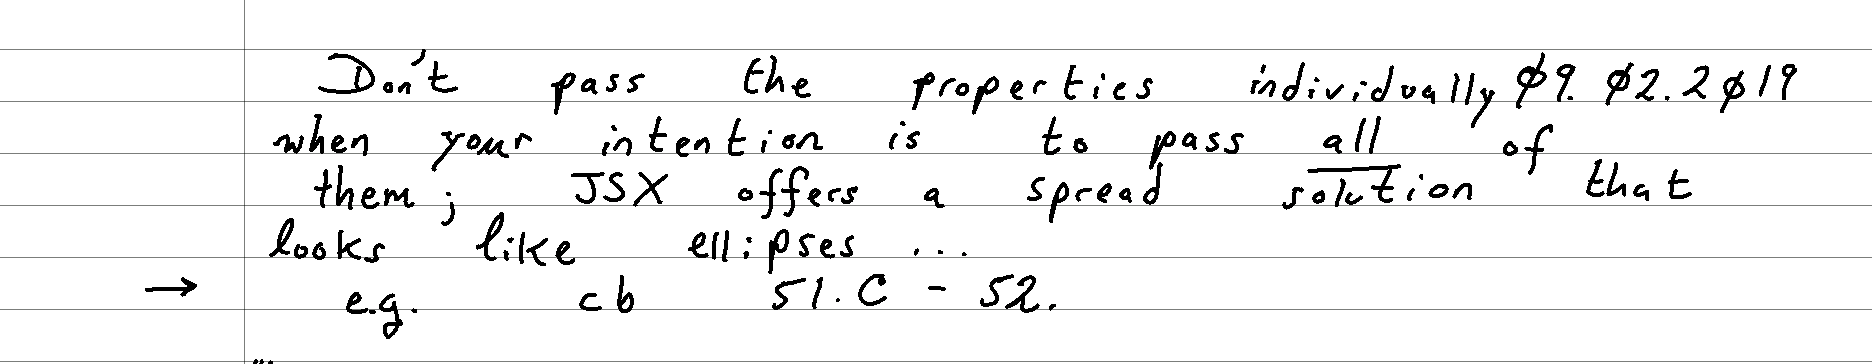 Don't pass the properties individually 09.02.2019
when your intention is to pass all of
them; JSX offers a spread solution that
looks like ellipses ...
→ e.g. cb 51.C - 52.